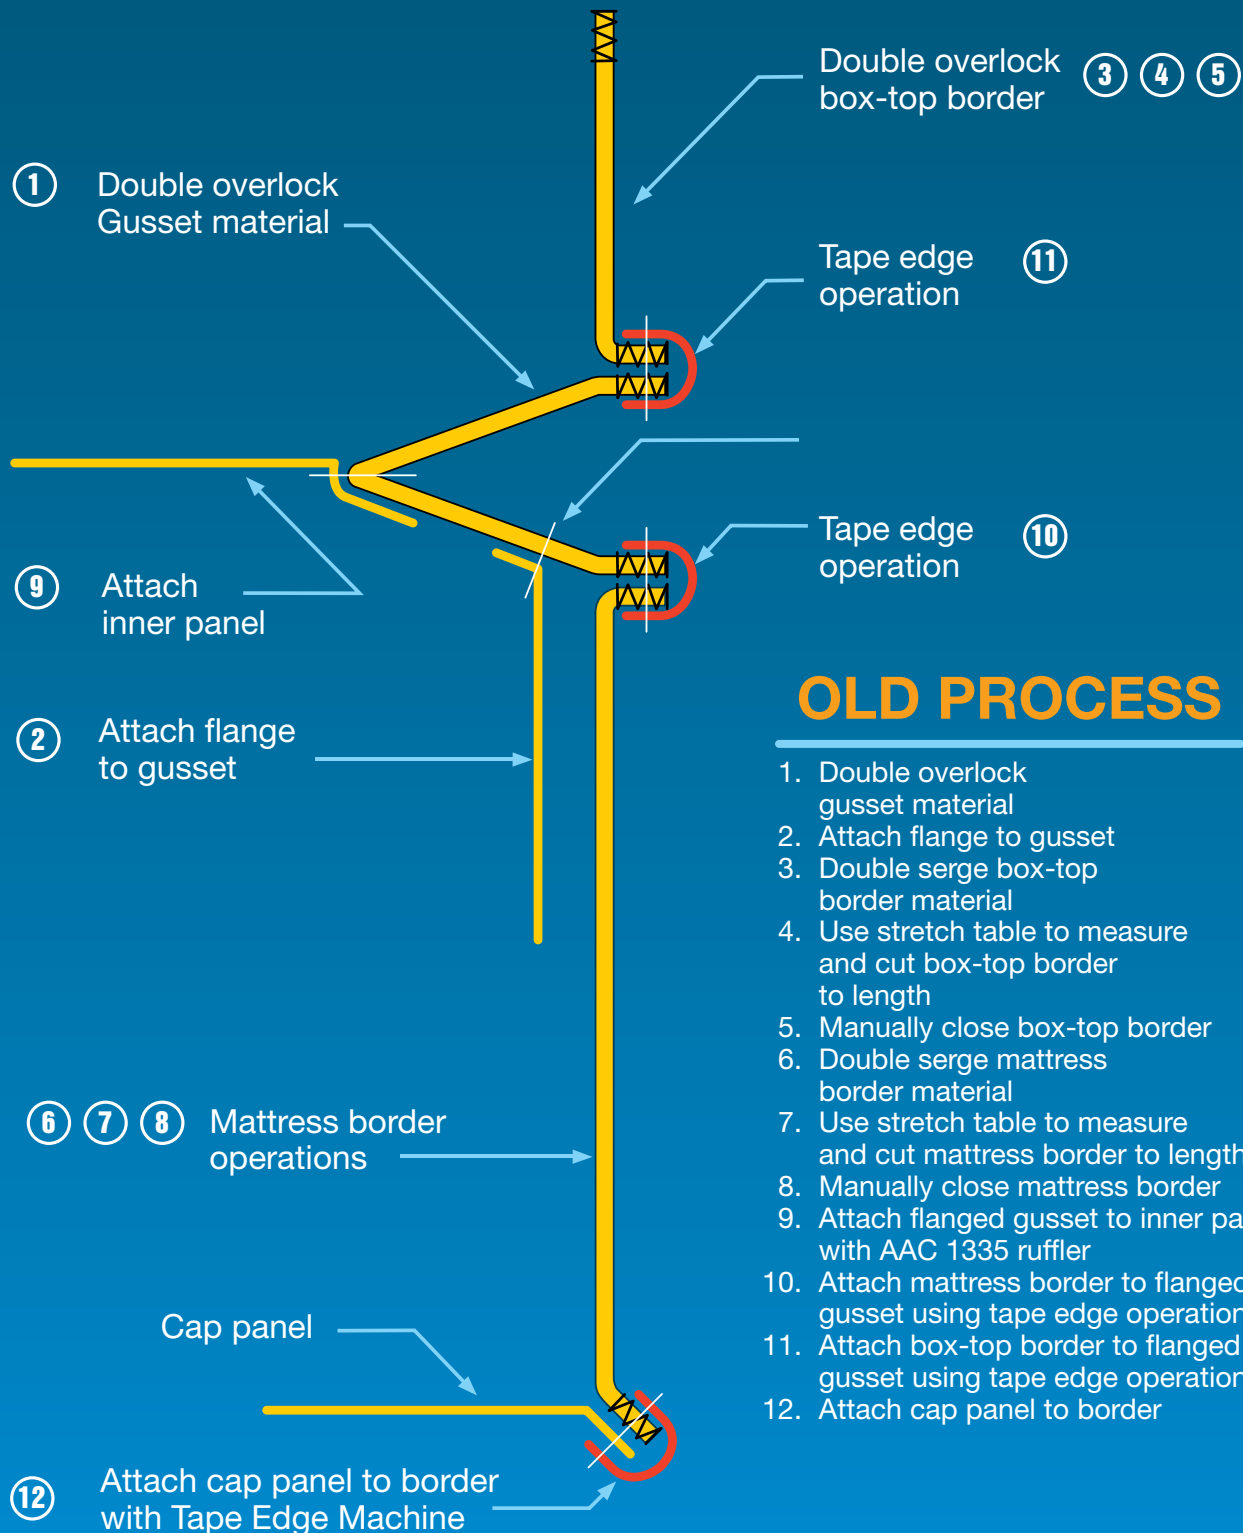 Double overlock
box-top border
3 4 5
1
Double overlock
Gusset material
Tape edge
operation
11
Tape edge
operation
10
9
Attach
inner panel
2
Attach flange
to gusset
OLD PROCESS
1. Double overlock
gusset material
2. Attach flange to gusset
3. Double serge box-top
border material
4. Use stretch table to measure
and cut box-top border
to length
5. Manually close box-top border
6. Double serge mattress
border material
7. Use stretch table to measure
and cut mattress border to length
8. Manually close mattress border
9. Attach flanged gusset to inner pa
with AAC 1335 ruffler
10. Attach mattress border to flanged
gusset using tape edge operation
11. Attach box-top border to flanged
gusset using tape edge operation
12. Attach cap panel to border
6 7 8
Mattress border
operations
Cap panel
12
Attach cap panel to border
with Tape Edge Machine